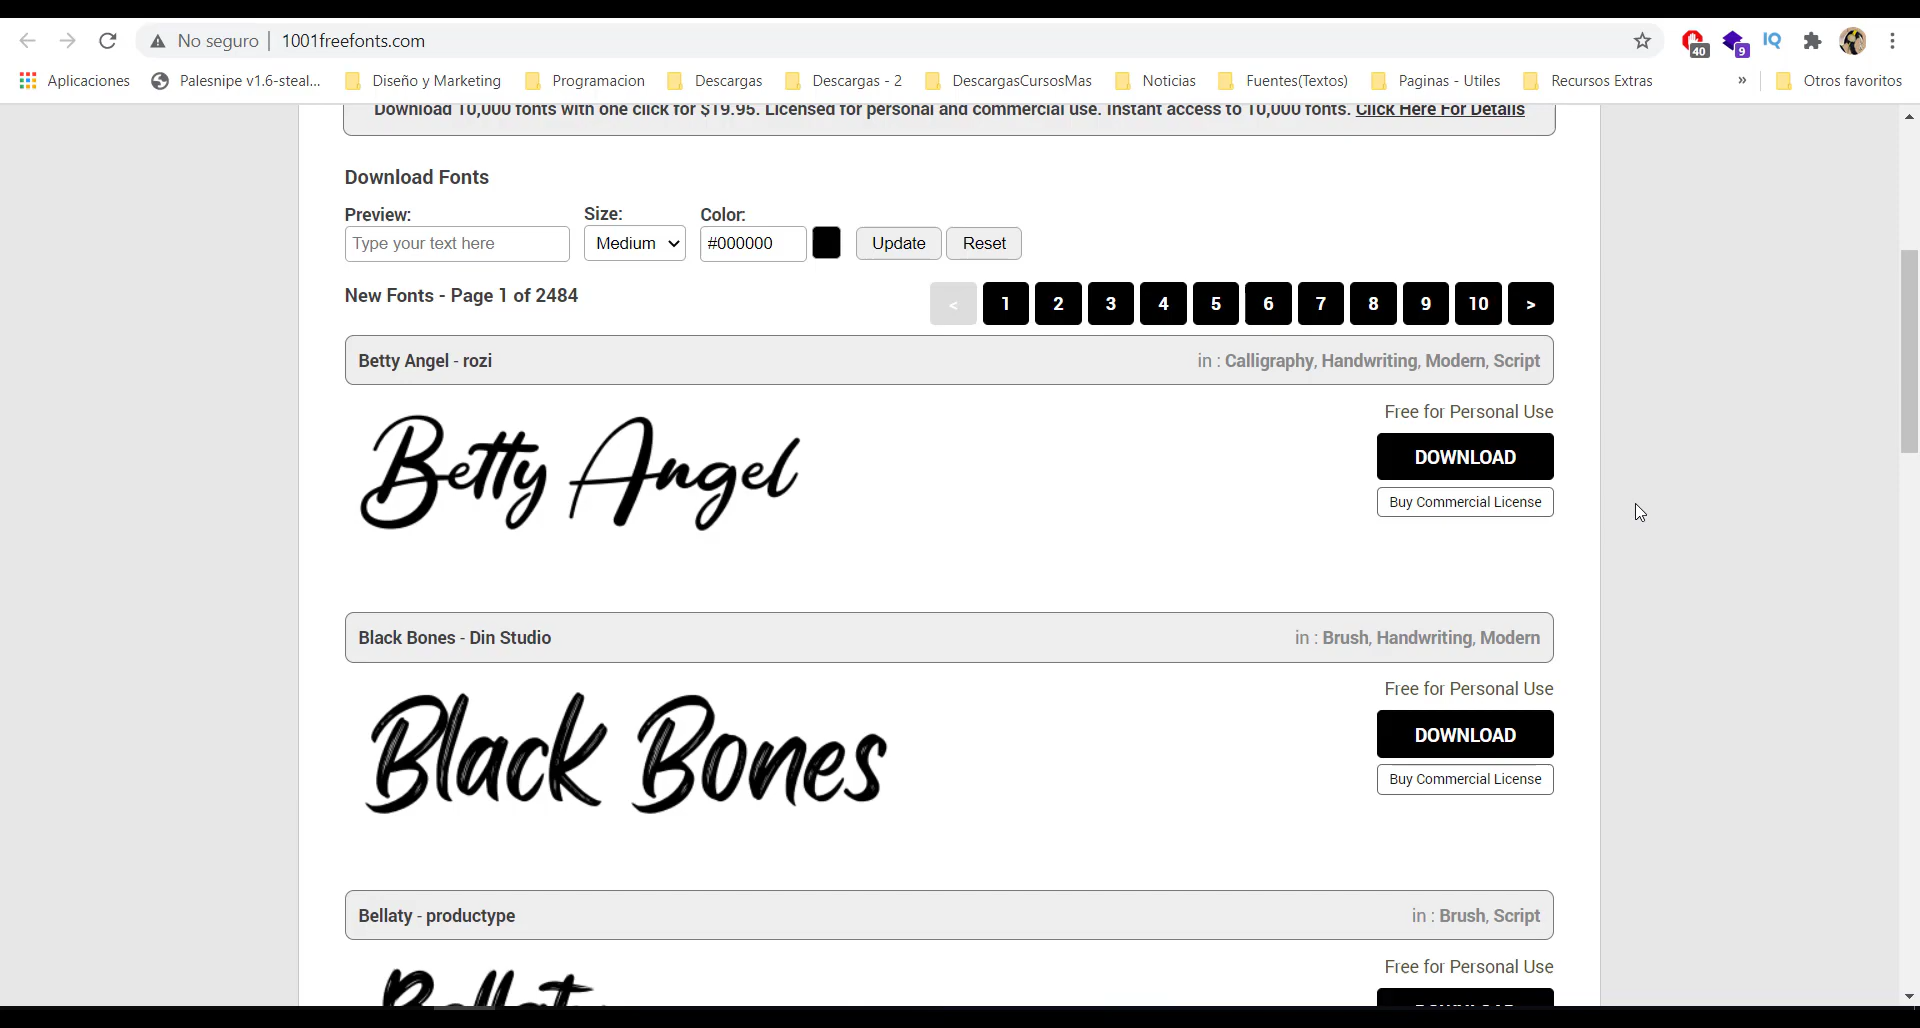 No seguro | 1001freefonts.com
40
9
IQ
Aplicaciones Palesnipe v1.6-steal... Diseño y Marketing Programacion Descargas Descargas - 2 DescargasCursosMas Noticias Fuentes(Textos) Paginas - Utiles Recursos Extras » Otros favoritos
Download 10,000 fonts with one click for $19.95. Licensed for personal and commercial use. Instant access to 10,000 fonts. Click Here For Details
Download Fonts
Preview: Size: Color:
Type your text here Medium #000000 Update Reset
New Fonts - Page 1 of 2484 < 1 2 3 4 5 6 7 8 9 10 >
Betty Angel - rozi in : Calligraphy, Handwriting, Modern, Script
Betty Angel
Free for Personal Use
DOWNLOAD
Buy Commercial License
Black Bones - Din Studio in : Brush, Handwriting, Modern
Black Bones
Free for Personal Use
DOWNLOAD
Buy Commercial License
Bellaty - productype in : Brush, Script
Bellaty
Free for Personal Use
DOWNLOAD